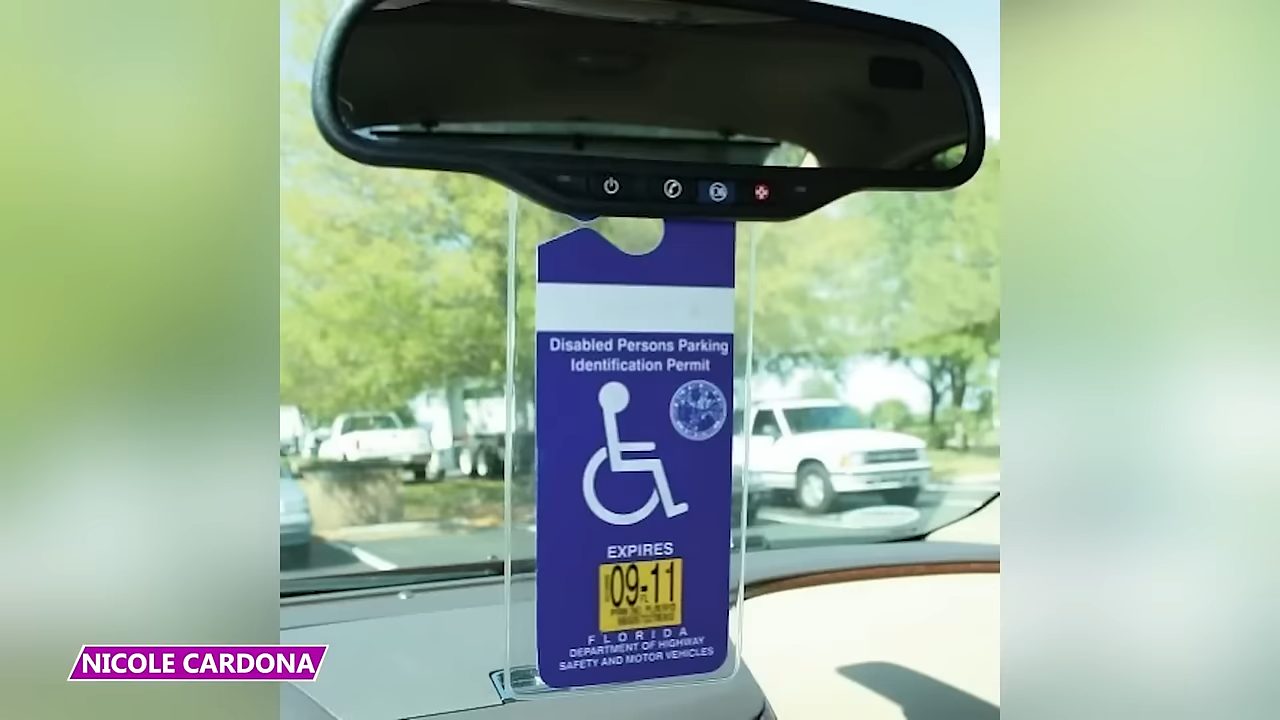 Disabled Persons Parking
Identification Permit
EXPIRES
09-11
FLORIDA
DEPARTMENT OF HIGHWAY
SAFETY AND MOTOR VEHICLES
NICOLE CARDONA